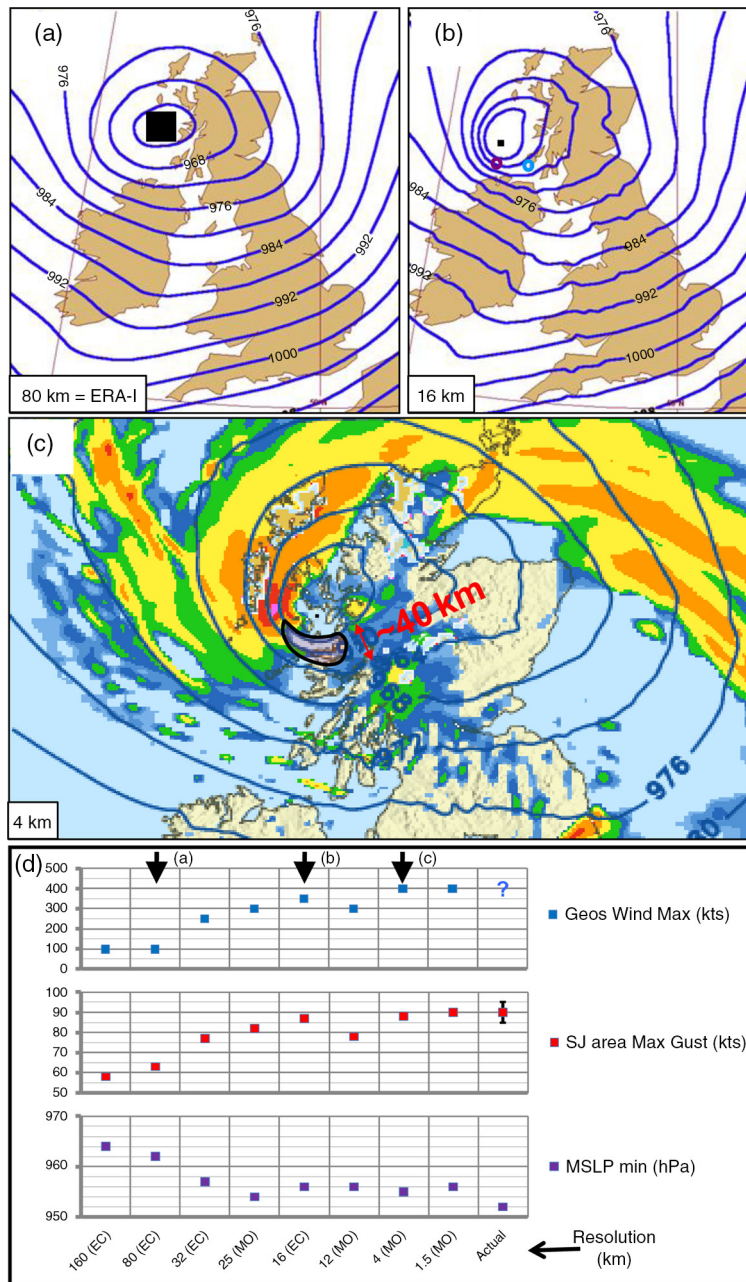 (a)
976
976
968
976
984
984
992
992
992
1000
80 km = ERA-I
(b)
976
976
976
984
984
992
992
992
1000
16 km
(c)
~40 km
972
976
4 km
(d)
(a)
(b)
(c)
500
400
300
200
100
0
?
Geos Wind Max (kts)
100
90
80
70
60
50
SJ area Max Gust (kts)
970
960
950
MSLP min (hPa)
160 (EC)
80 (EC)
32 (EC)
25 (MO)
16 (EC)
12 (MO)
4 (MO)
1.5 (MO)
Actual
Resolution
(km)